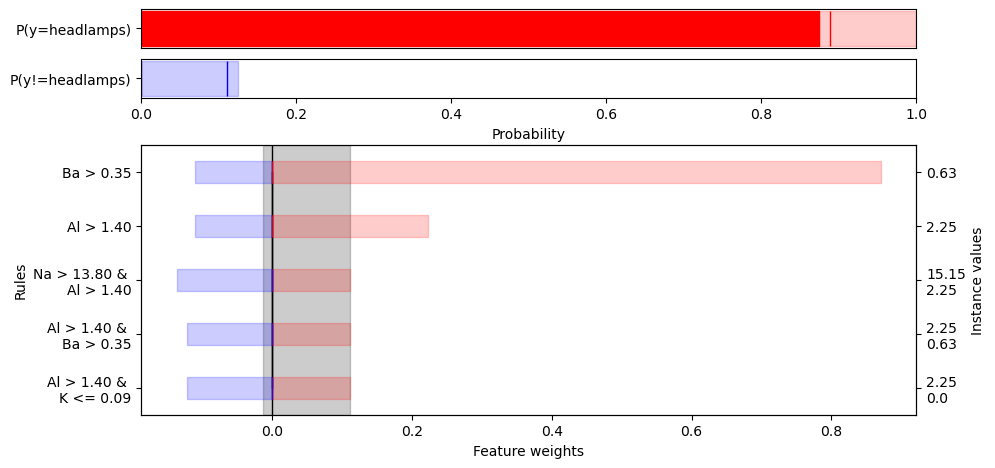 P(y=headlamps)
P(y!=headlamps)
0.0 0.2 0.4 0.6 0.8 1.0
Probability
Ba > 0.35 0.63
Al > 1.40 2.25
Na > 13.80 & 15.15
Al > 1.40 2.25
Al > 1.40 & 2.25
Ba > 0.35 0.63
Al > 1.40 & 2.25
K <= 0.09 0.0
Rules
Instance values
0.0 0.2 0.4 0.6 0.8
Feature weights